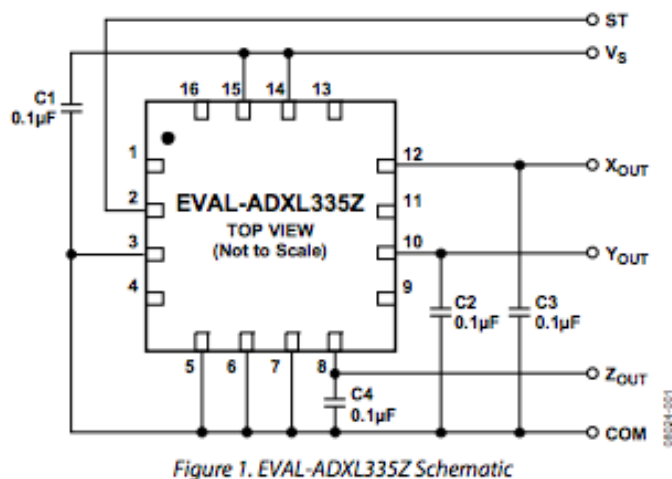 ST
VS
C1
0.1µF
16
15
14
13
1
2
3
4
EVAL-ADXL335Z
TOP VIEW
(Not to Scale)
12
11
10
9
XOUT
YOUT
C2
0.1µF
C3
0.1µF
5
6
7
8
C4
0.1µF
ZOUT
COM
08024-001
Figure 1. EVAL-ADXL335Z Schematic